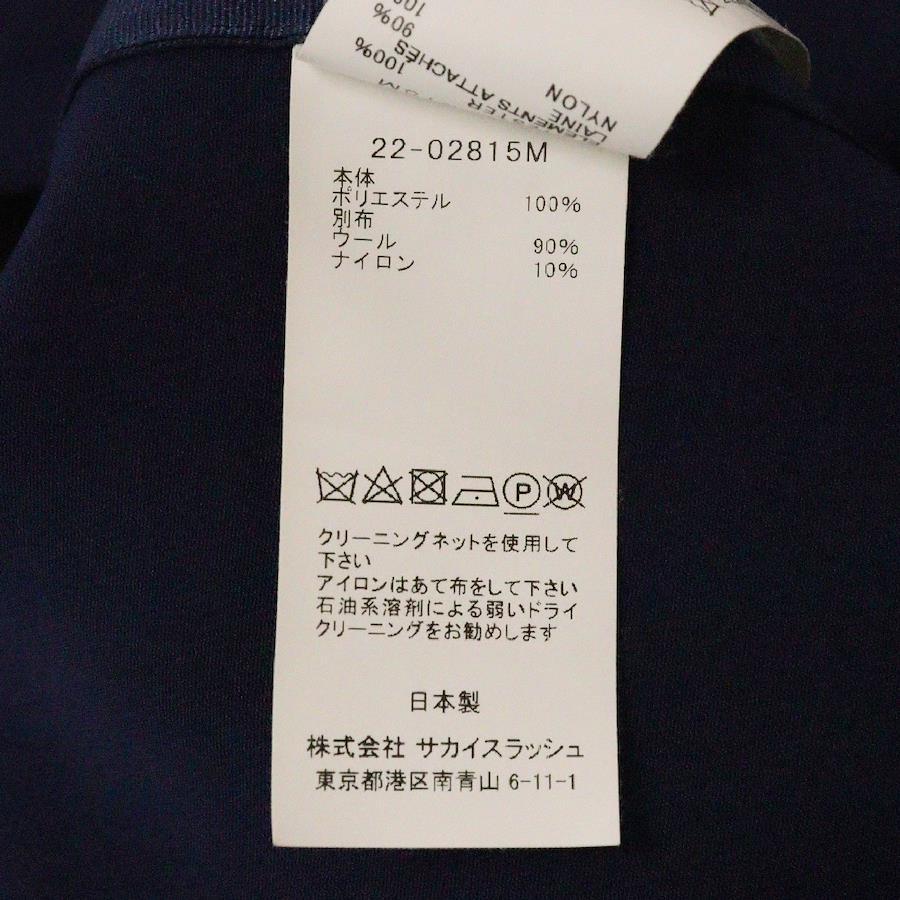 100%
90%
ATTACHÉS
LAINE
NYLON
22-02815M
本体
ポリエステル 100%
別布
ウール 90%
ナイロン 10%
P W
クリーニングネットを使用して
下さい
アイロンはあて布をして下さい
石油系溶剤による弱いドライ
クリーニングをお勧めします
日本製
株式会社 サカイスラッシュ
東京都港区南青山 6-11-1